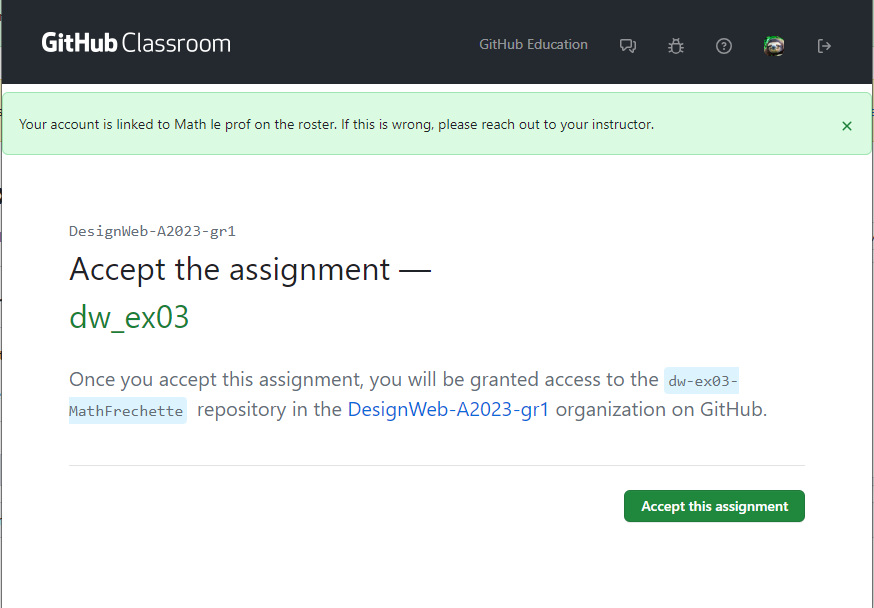 GitHub Classroom
GitHub Education
Your account is linked to Math le prof on the roster. If this is wrong, please reach out to your instructor.
DesignWeb-A2023-gr1
Accept the assignment —
dw_ex03
Once you accept this assignment, you will be granted access to the dw-ex03-
MathFrechette repository in the DesignWeb-A2023-gr1 organization on GitHub.
Accept this assignment